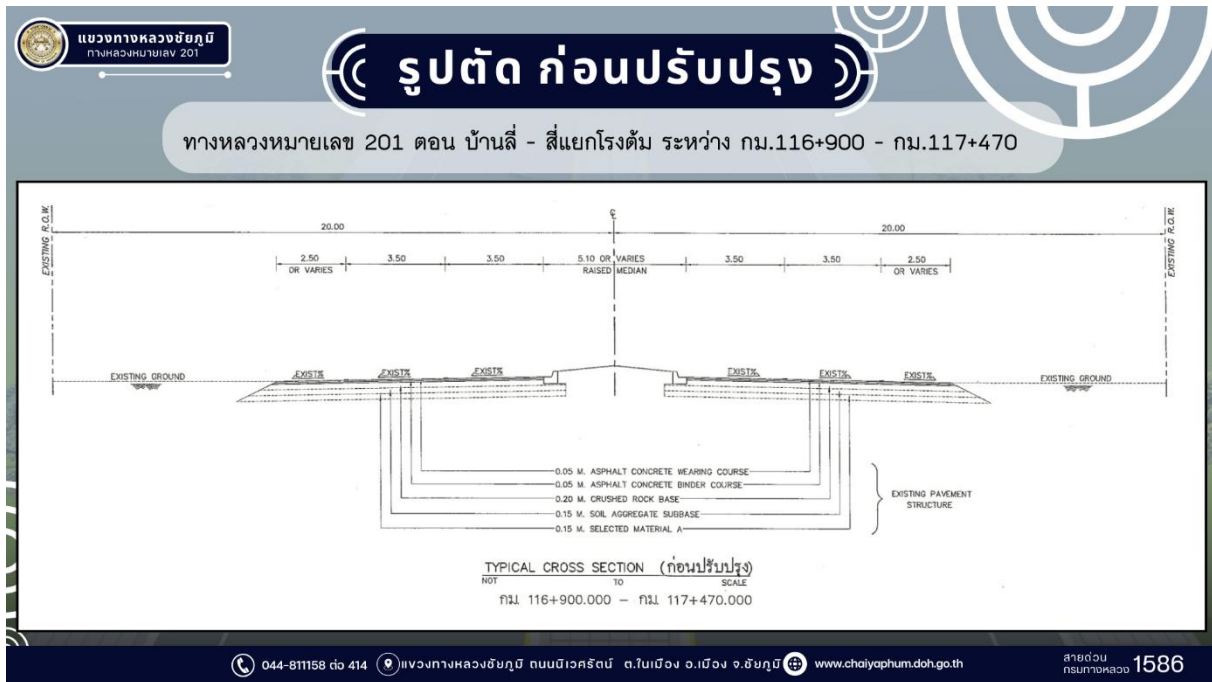 แขวงทางหลวงชัยภูมิ
ทางหลวงหมายเลข 201
รูปตัด ก่อนปรับปรุง
ทางหลวงหมายเลข 201 ตอน บ้านลี่ - สี่แยกโรงต้ม ระหว่าง กม.116+900 - กม.117+470
EXISTING R.O.W.
20.00
20.00
EXISTING R.O.W.
2.50 3.50 3.50 5.10 OR VARIES 3.50 3.50 2.50
OR VARIES RAISED MEDIAN OR VARIES
EXISTING GROUND EXIST% EXIST% EXIST% EXIST% EXIST% EXIST% EXISTING GROUND
0.05 M. ASPHALT CONCRETE WEARING COURSE
0.05 M. ASPHALT CONCRETE BINDER COURSE
0.20 M. CRUSHED ROCK BASE
0.15 M. SOIL AGGREGATE SUBBASE
0.15 M. SELECTED MATERIAL A
EXISTING PAVEMENT
STRUCTURE
TYPICAL CROSS SECTION (ก่อนปรับปรุง)
NOT TO SCALE
กม. 116+900.000 – กม. 117+470.000
044-811158 ต่อ 414 แขวงทางหลวงชัยภูมิ ถนนนิเวศรัตน์ ต.ในเมือง อ.เมือง จ.ชัยภูมิ www.chaiyaphum.doh.go.th
สายด่วน
กรมทางหลวง 1586